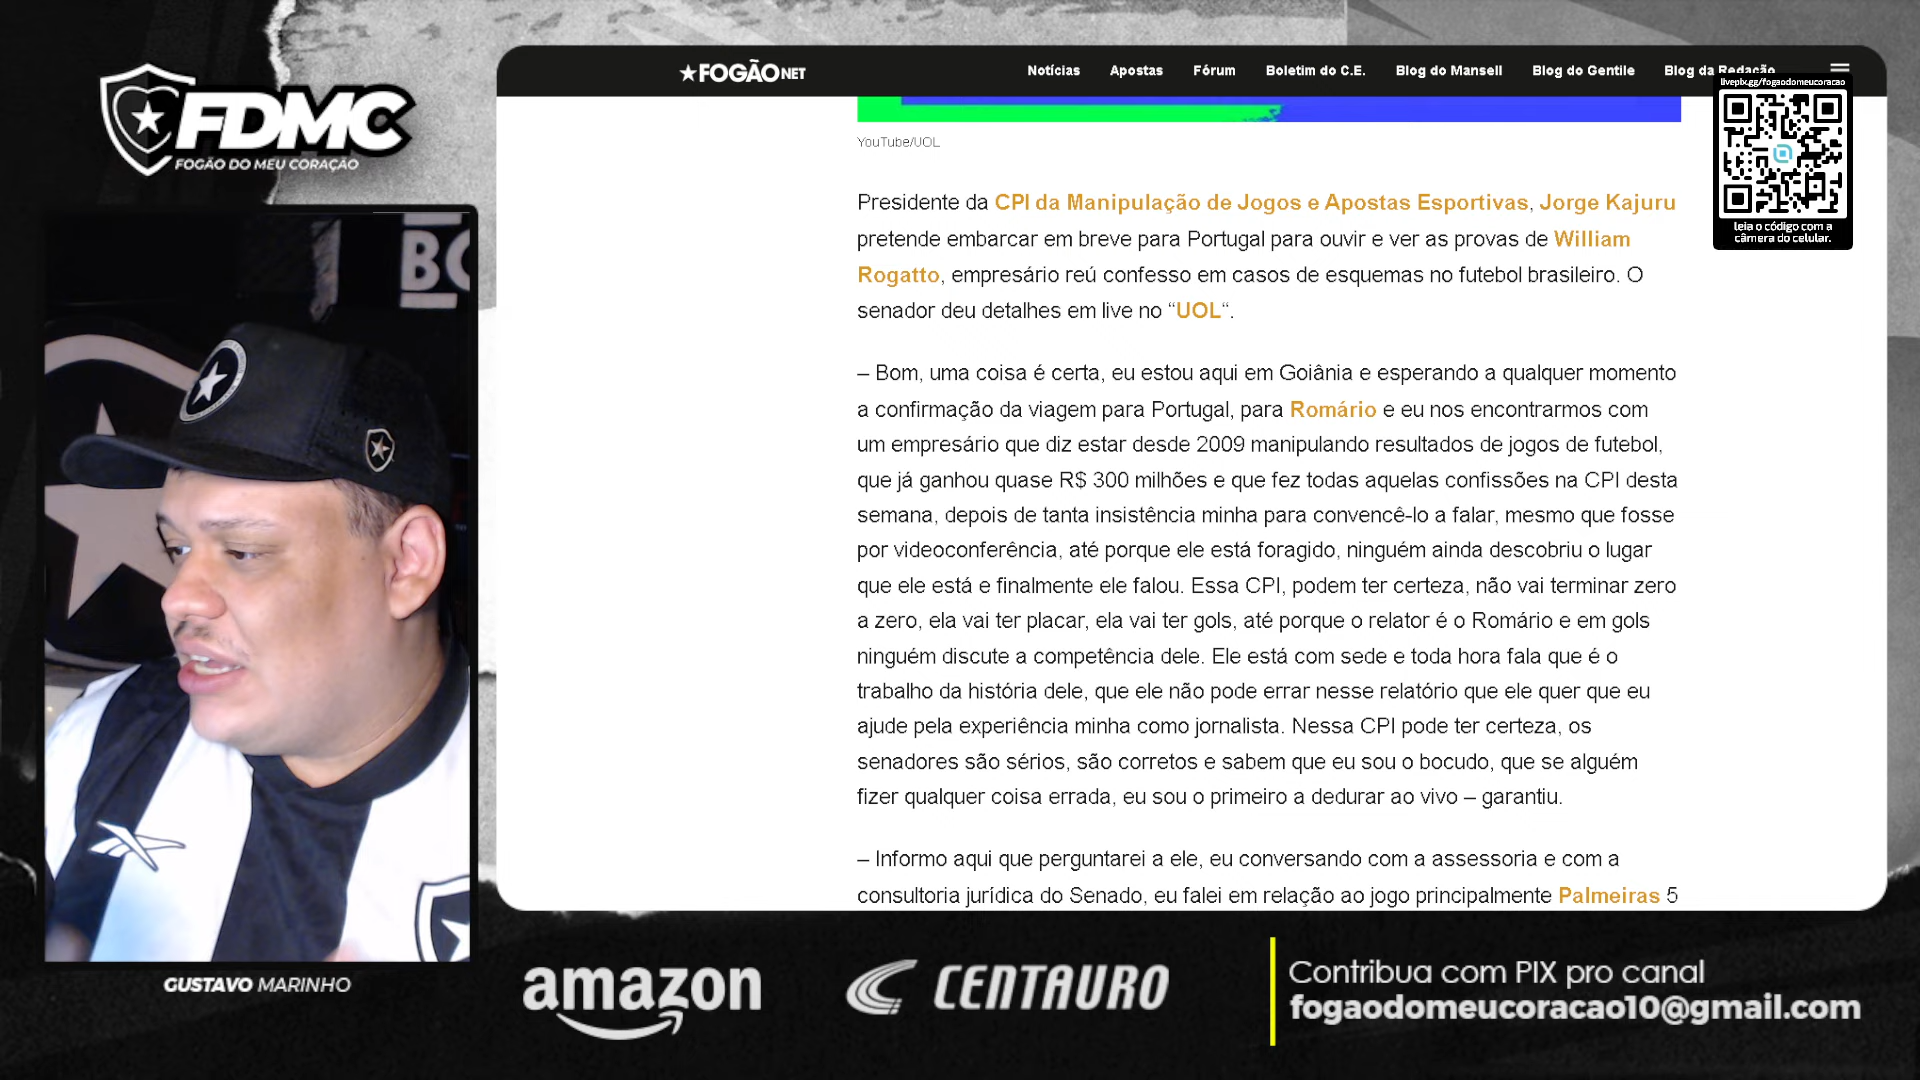 FDMC
FOGÃO DO MEU CORAÇÃO
★FOGÃONET
Notícias
Apostas
Fórum
Boletim do C.E.
Blog do Mansell
Blog do Gentile
Blog da Redação
livepix.gg/fogaodomeucoracao
leia o código com a
câmera do celular.
YouTube/UOL
Presidente da CPI da Manipulação de Jogos e Apostas Esportivas, Jorge Kajuru
pretende embarcar em breve para Portugal para ouvir e ver as provas de William
Rogatto, empresário reú confesso em casos de esquemas no futebol brasileiro. O
senador deu detalhes em live no “UOL“.
– Bom, uma coisa é certa, eu estou aqui em Goiânia e esperando a qualquer momento
a confirmação da viagem para Portugal, para Romário e eu nos encontrarmos com
um empresário que diz estar desde 2009 manipulando resultados de jogos de futebol,
que já ganhou quase R$ 300 milhões e que fez todas aquelas confissões na CPI desta
semana, depois de tanta insistência minha para convencê-lo a falar, mesmo que fosse
por videoconferência, até porque ele está foragido, ninguém ainda descobriu o lugar
que ele está e finalmente ele falou. Essa CPI, podem ter certeza, não vai terminar zero
a zero, ela vai ter placar, ela vai ter gols, até porque o relator é o Romário e em gols
ninguém discute a competência dele. Ele está com sede e toda hora fala que é o
trabalho da história dele, que ele não pode errar nesse relatório que ele quer que eu
ajude pela experiência minha como jornalista. Nessa CPI pode ter certeza, os
senadores são sérios, são corretos e sabem que eu sou o bocudo, que se alguém
fizer qualquer coisa errada, eu sou o primeiro a dedurar ao vivo – garantiu.
– Informo aqui que perguntarei a ele, eu conversando com a assessoria e com a
consultoria jurídica do Senado, eu falei em relação ao jogo principalmente Palmeiras 5
BO
GUSTAVO MARINHO
amazon
CENTAURO
Contribua com PIX pro canal
fogaodomeucoracao10@gmail.com